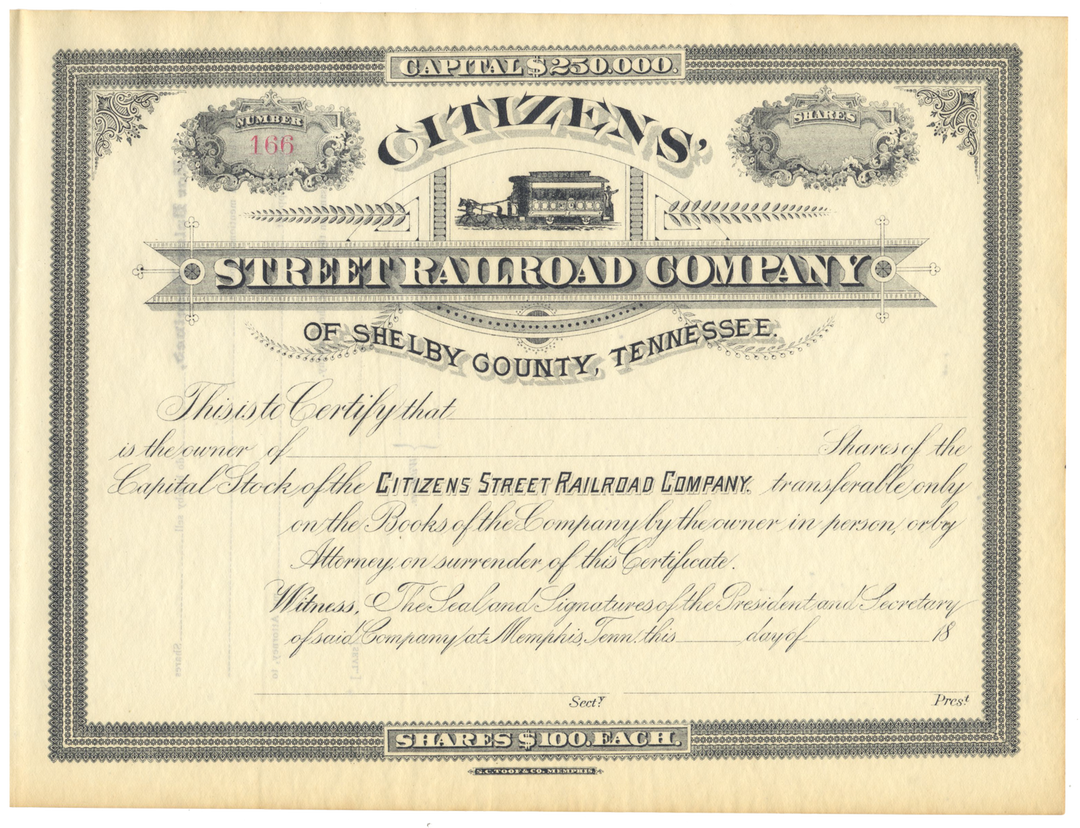 CAPITAL $250.000.
NUMBER
166
SHARES
CITIZENS'
STREET RAILROAD COMPANY
OF SHELBY COUNTY, TENNESSEE
This is to Certify that
is the owner of Shares of the
Capital Stock of the CITIZENS STREET RAILROAD COMPANY. transferable only
on the Books of the Company by the owner, in person, or by
Attorney, on surrender of this Certificate.
Witness, The Seal and Signatures of the President and Secretary
of said Company at Memphis, Tenn. this day of 18
Sect.y Pres.t
SHARES $100. EACH.
S.C. TOOF & CO. MEMPHIS.